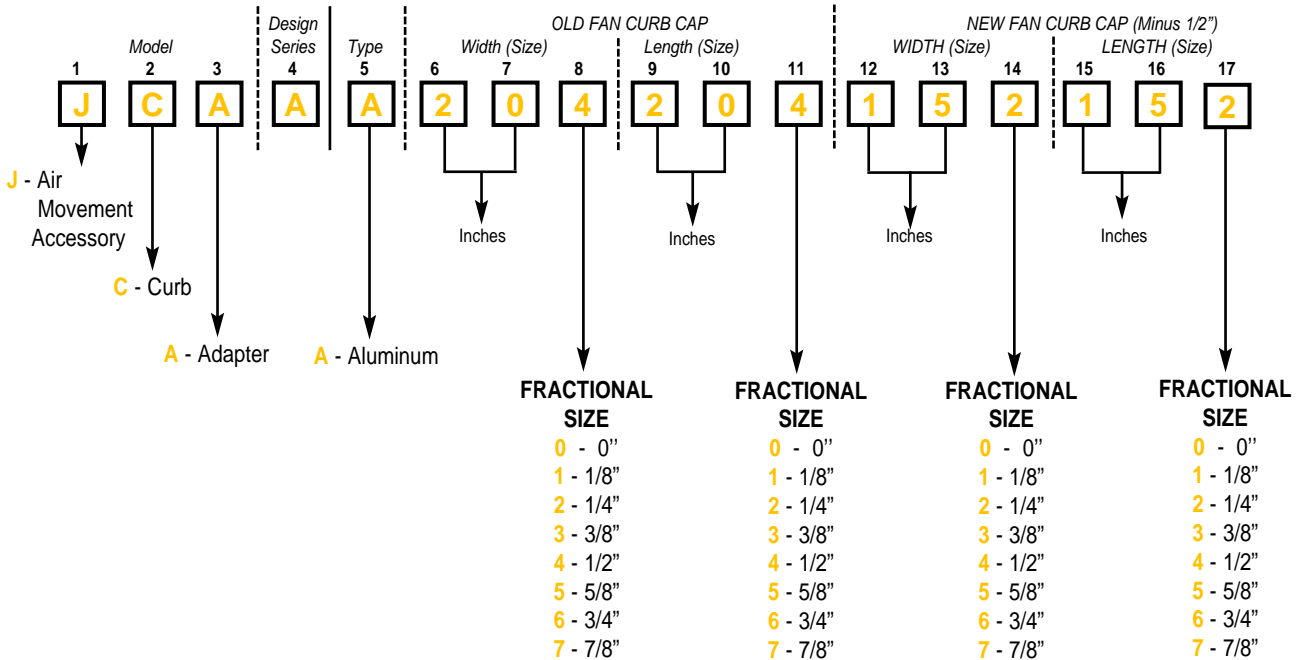 Design OLD FAN CURB CAP NEW FAN CURB CAP (Minus 1/2”)
Model Series Type Width (Size) Length (Size) WIDTH (Size) LENGTH (Size)
1 2 3 4 5 6 7 8 9 10 11 12 13 14 15 16 17
J C A A A 2 0 4 2 0 4 1 5 2 1 5 2
J - Air
Movement
Accessory
Inches Inches Inches Inches
C - Curb
A - Adapter A - Aluminum
FRACTIONAL FRACTIONAL FRACTIONAL FRACTIONAL
SIZE SIZE SIZE SIZE
0 - 0’’ 0 - 0’’ 0 - 0’’ 0 - 0’’
1 - 1/8” 1 - 1/8” 1 - 1/8” 1 - 1/8”
2 - 1/4” 2 - 1/4” 2 - 1/4” 2 - 1/4”
3 - 3/8” 3 - 3/8” 3 - 3/8” 3 - 3/8”
4 - 1/2” 4 - 1/2” 4 - 1/2” 4 - 1/2”
5 - 5/8” 5 - 5/8” 5 - 5/8” 5 - 5/8”
6 - 3/4” 6 - 3/4” 6 - 3/4” 6 - 3/4”
7 - 7/8” 7 - 7/8” 7 - 7/8” 7 - 7/8”